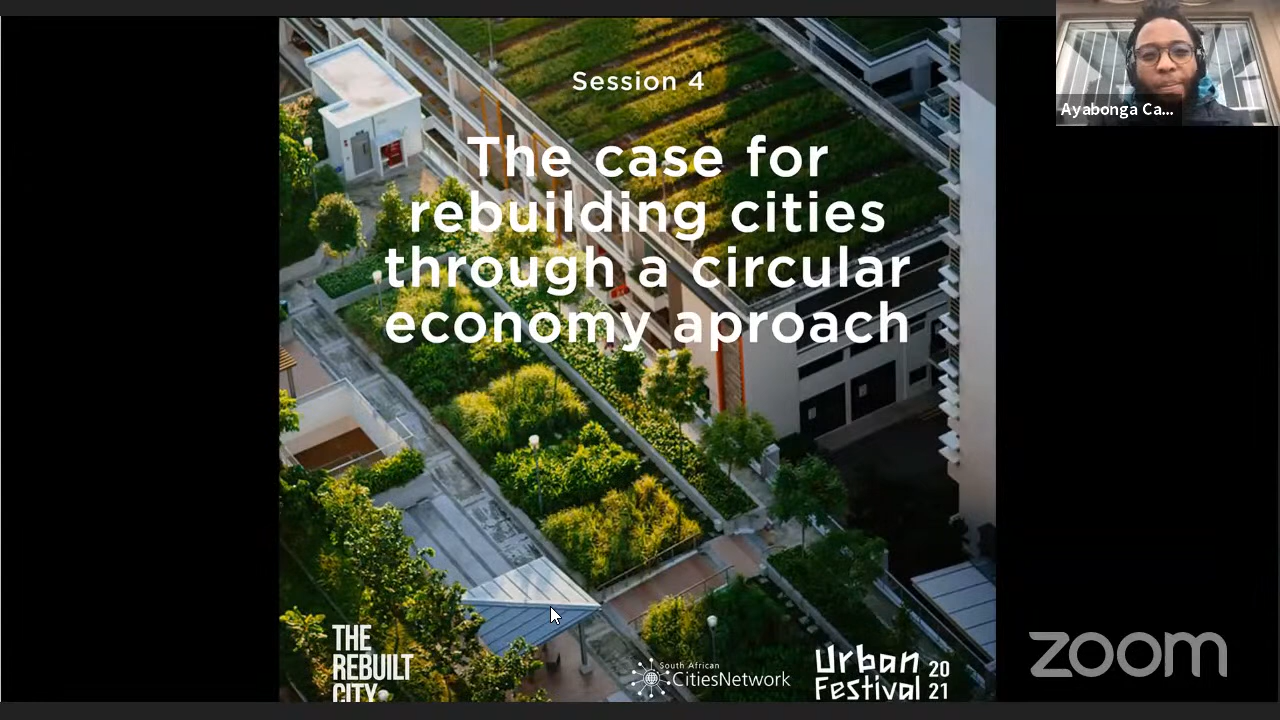 Session 4
The case for
rebuilding cities
through a circular
economy aproach
Ayabonga Ca...
THE
REBUILT
CITY
South African
CitiesNetwork
Urban
Festival
20
21
zoom